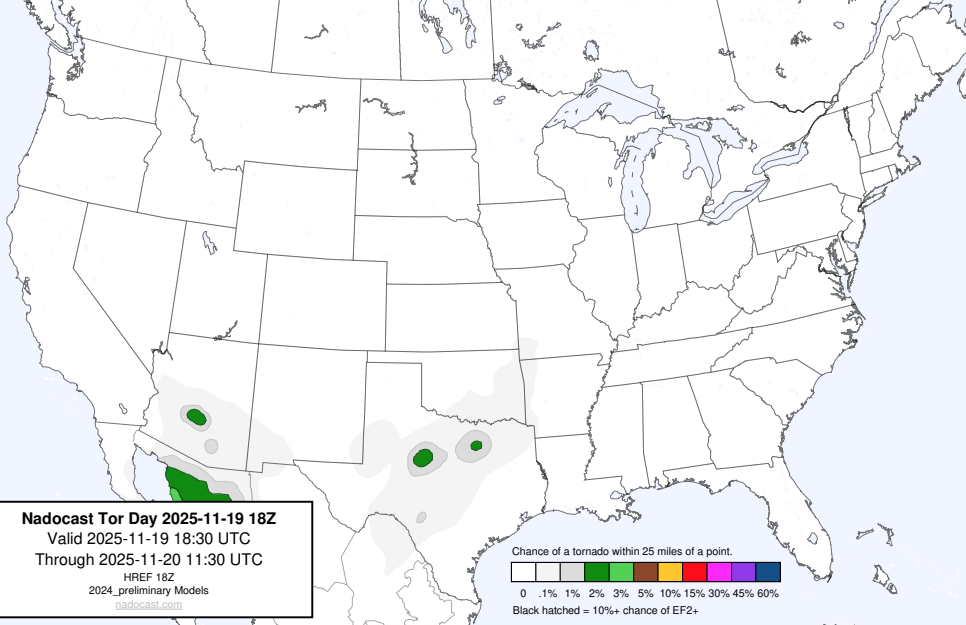 Nadocast Tor Day 2025-11-19 18Z
Valid 2025-11-19 18:30 UTC
Through 2025-11-20 11:30 UTC
HREF 18Z
2024_preliminary Models
nadocast.com
Chance of a tornado within 25 miles of a point.
0 .1% 1% 2% 3% 5% 10% 15% 30% 45% 60%
Black hatched = 10%+ chance of EF2+